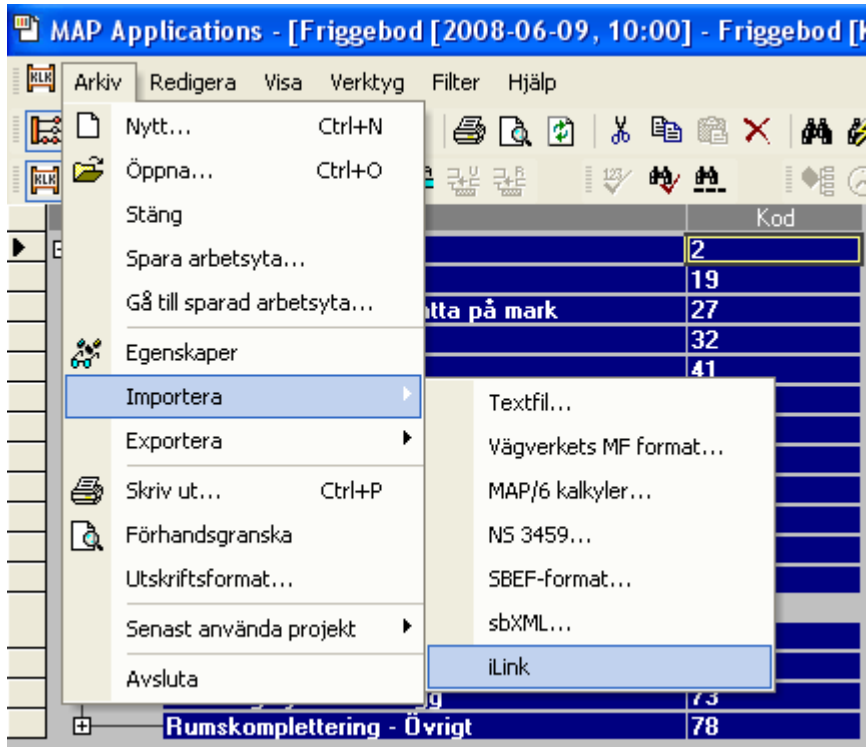 MAP Applications - [Friggebod [2008-06-09, 10:00] - Friggebod [
KLK Arkiv Redigera Visa Verktyg Filter Hjälp
Nytt... Ctrl+N
Öppna... Ctrl+O
KLK
123
Stäng
Kod
Spara arbetsyta...
2
19
Gå till sparad arbetsyta...
på mark 27
32
Egenskaper
41
Importera
Textfil...
Exportera
Vägverkets MF format...
Skriv ut... Ctrl+P
MAP/6 kalkyler...
Förhandsgranska
NS 3459...
Utskriftsformat...
SBEF-format...
Senast använda projekt
sbXML...
Avsluta
iLink
73
Rumskomplettering - Övrigt 78